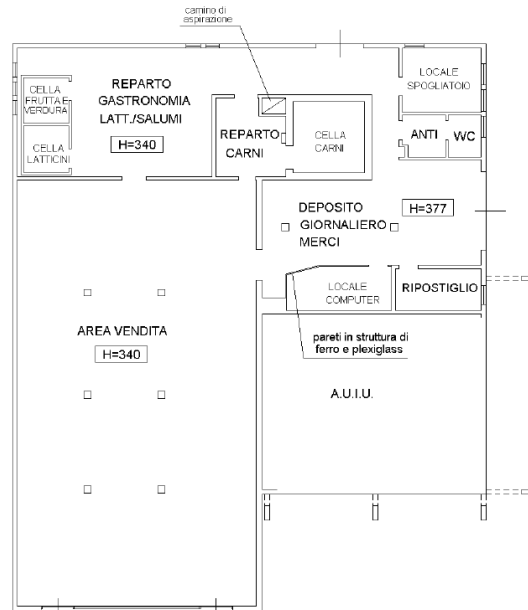 camino di
aspirazione
CELLA
FRUTTA E
VERDURA
REPARTO
GASTRONOMIA
LATT./SALUMI
H=340
CELLA
LATTICINI
REPARTO
CARNI
CELLA
CARNI
LOCALE
SPOGLIATOIO
ANTI
WC
DEPOSITO
GIORNALIERO
MERCI
H=377
LOCALE
COMPUTER
RIPOSTIGLIO
AREA VENDITA
H=340
pareti in struttura di
ferro e plexiglass
A.U.I.U.